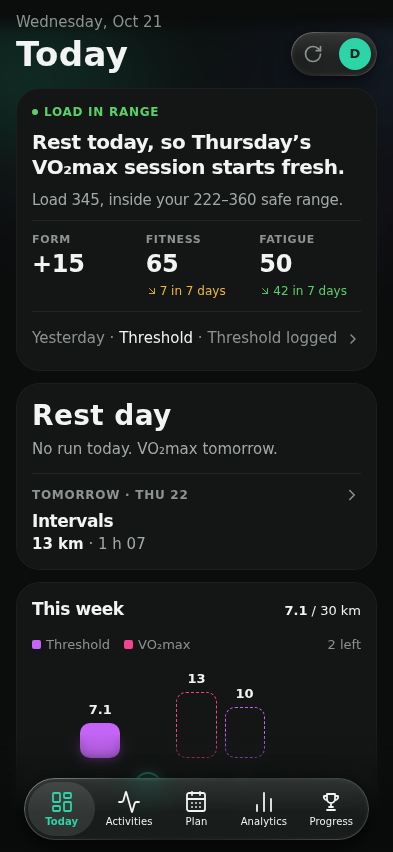 Wednesday, Oct 21
Today
D
LOAD IN RANGE
Rest today, so Thursday’s
VO₂max session starts fresh.
Load 345, inside your 222–360 safe range.
FORM FITNESS FATIGUE
+15 65 50
↘ 7 in 7 days ↘ 42 in 7 days
Yesterday · Threshold · Threshold logged
Rest day
No run today. VO₂max tomorrow.
TOMORROW · THU 22
Intervals
13 km · 1 h 07
This week 7.1 / 30 km
Threshold VO₂max 2 left
13
10
7.1
Today Activities Plan Analytics Progress